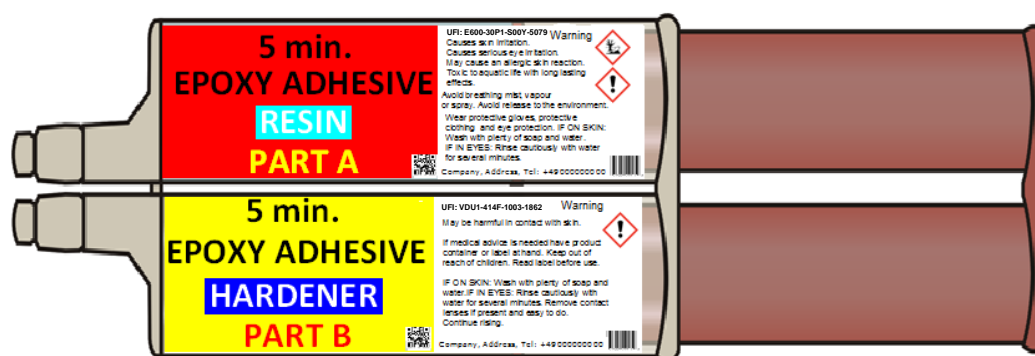 5 min.
EPOXY ADHESIVE
RESIN
PART A
UFI: E600-30P1-S00Y-5079 Warning
Causes skin irritation.
Causes serious eye irritation.
May cause an allergic skin reaction.
Toxic to aquatic life with long lasting
effects.
Avoid breathing mist, vapour
or spray. Avoid release to the environment.
Wear protective gloves, protective
clothing and eye protection. IF ON SKIN:
Wash with plenty of soap and water.
IF IN EYES: Rinse cautiously with water
for several minutes.
Company, Address, Tel: +49000000000
5 min.
EPOXY ADHESIVE
HARDENER
PART B
UFI: VDU1-414F-1003-1862 Warning
May be harmful in contact with skin.
If medical advice is needed have product
container or label at hand. Keep out of
reach of children. Read label before use.
IF ON SKIN: Wash with plenty of soap and
water.IF IN EYES: Rinse cautiously with
water for several minutes. Remove contact
lenses if present and easy to do.
Continue rising.
Company, Address, Tel: +49000000000